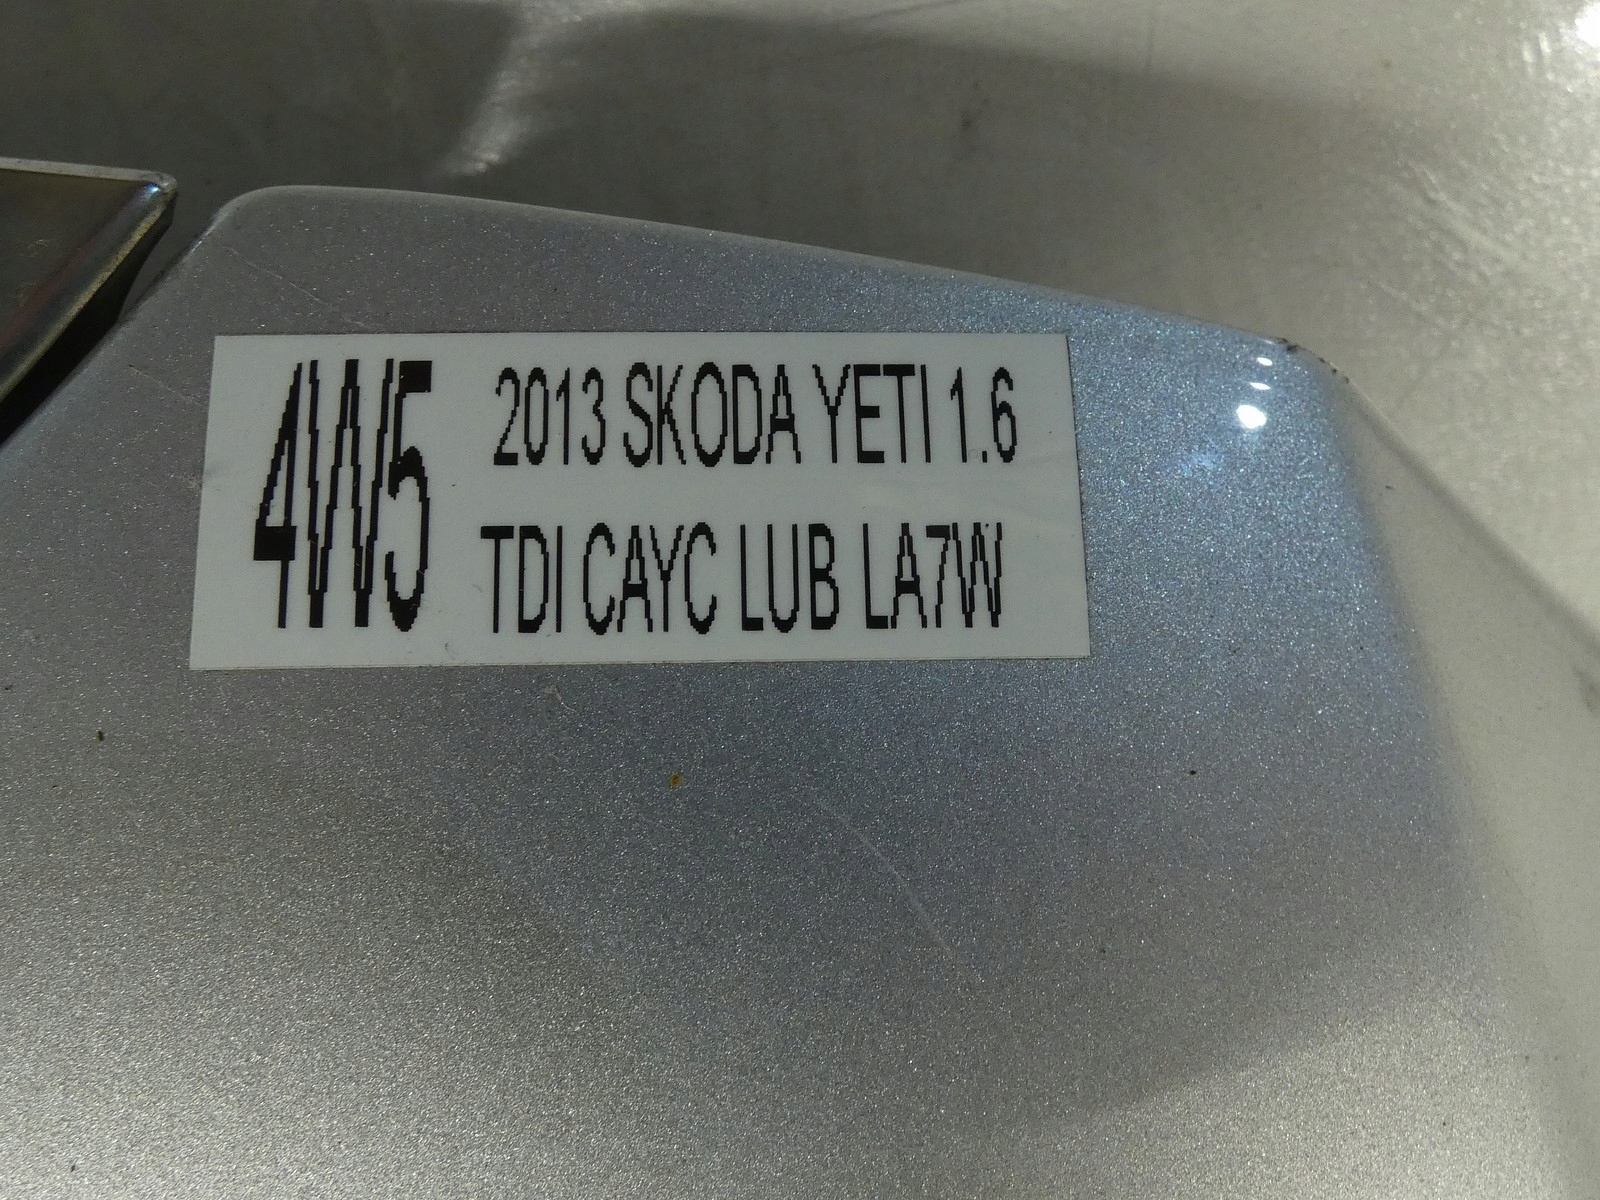 4W5
2013 SKODA YETI 1.6
TDI CAYC LUB LA7W